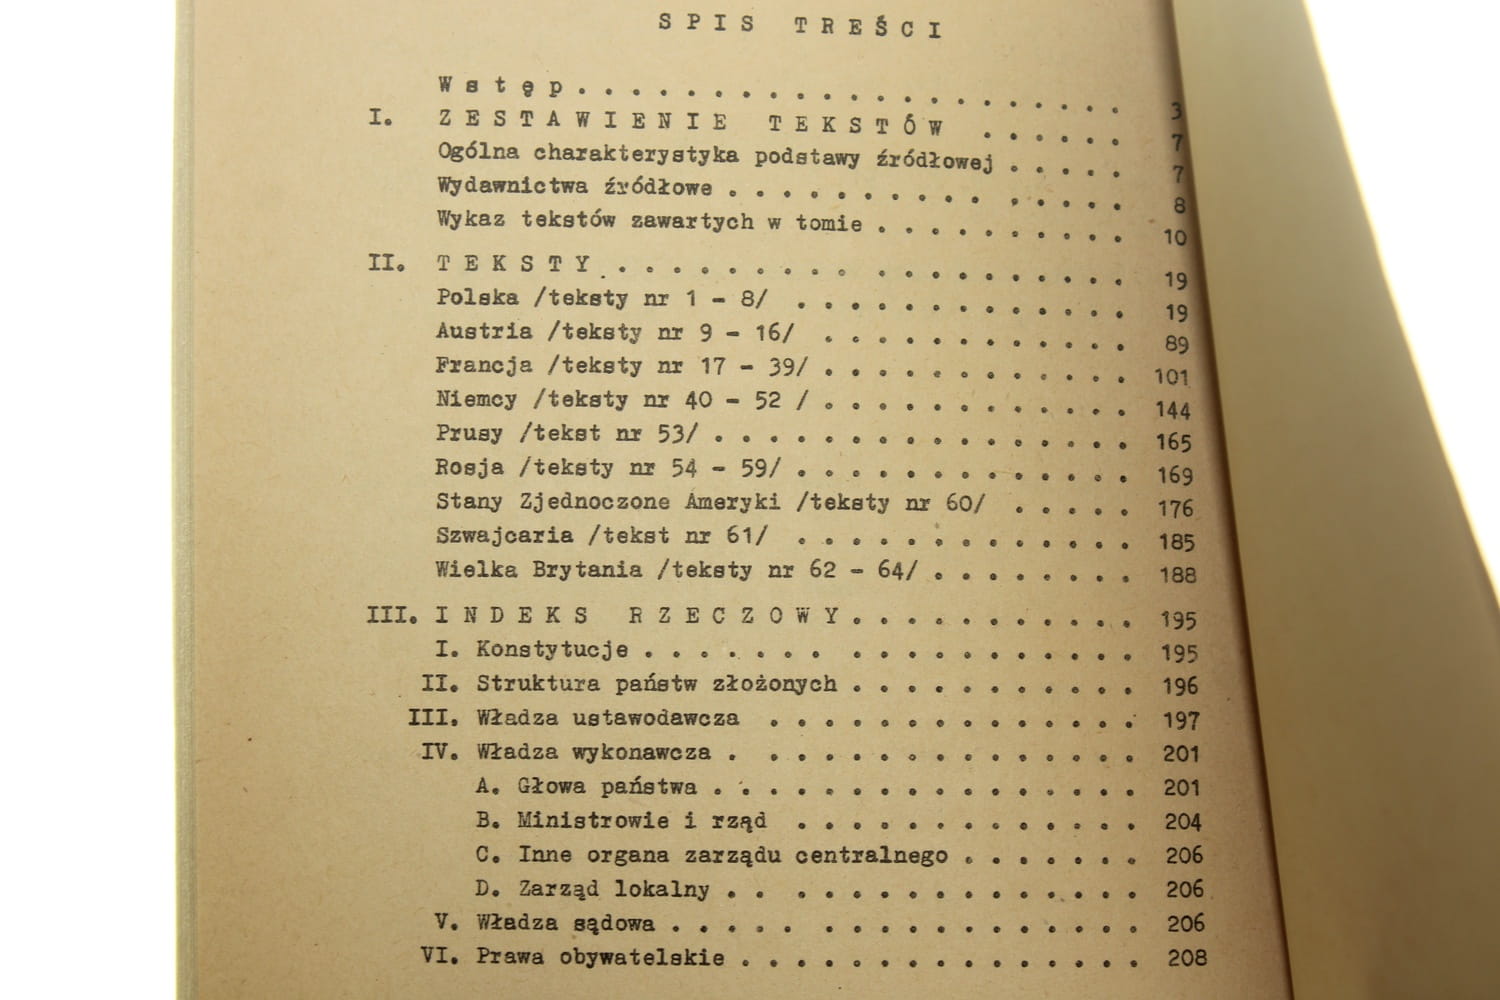 SPIS TREŚCI
Wstęp . . . . . . . . . . . . . . . . . . . . . 3
I. ZESTAWIENIE TEKSTÓW . . . . . . 7
Ogólna charakterystyka podstawy źródłowej . . . . . 7
Wydawnictwa źródłowe . . . . . . . . . . . . . . . 8
Wykaz tekstów zawartych w tomie . . . . . . . . . . 10
II. TEKSTY . . . . . . . . . . . . . . . . . . . . 19
Polska /teksty nr 1 - 8/ . . . . . . . . . . . . . 19
Austria /teksty nr 9 - 16/ . . . . . . . . . . . . 89
Francja /teksty nr 17 - 39/ . . . . . . . . . . . . 101
Niemcy /teksty nr 40 - 52 / . . . . . . . . . . . . 144
Prusy /tekst nr 53/ . . . . . . . . . . . . . . . . 165
Rosja /teksty nr 54 - 59/ . . . . . . . . . . . . . 169
Stany Zjednoczone Ameryki /teksty nr 60/ . . . . . 176
Szwajcaria /tekst nr 61/ . . . . . . . . . . . . . 185
Wielka Brytania /teksty nr 62 - 64/ . . . . . . . . 188
III. INDEKS RZECZOWY . . . . . . . . . . . 195
I. Konstytucje . . . . . . . . . . . . . . . . . . 195
II. Struktura państw złożonych . . . . . . . . . . . 196
III. Władza ustawodawcza . . . . . . . . . . . . . . 197
IV. Władza wykonawcza . . . . . . . . . . . . . . . 201
A. Głowa państwa . . . . . . . . . . . . . . . . 201
B. Ministrowie i rząd . . . . . . . . . . . . . 204
C. Inne organa zarządu centralnego . . . . . . . 206
D. Zarząd lokalny . . . . . . . . . . . . . . . 206
V. Władza sądowa . . . . . . . . . . . . . . . . . 206
VI. Prawa obywatelskie . . . . . . . . . . . . . . . 208